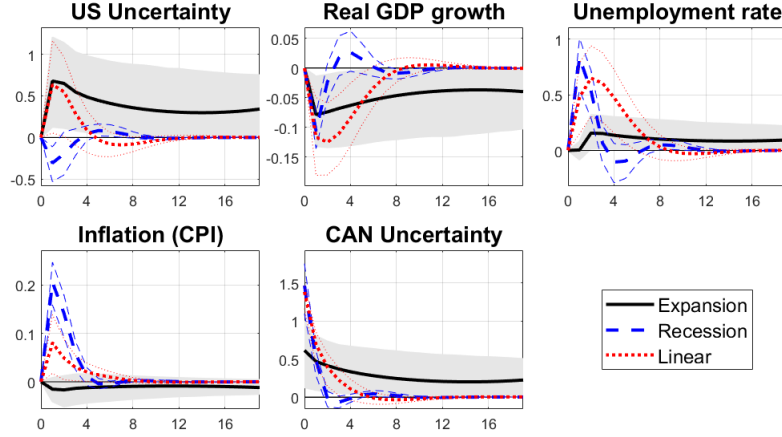 US Uncertainty
Real GDP growth
Unemployment rate
1
0.5
0
-0.5
0 4 8 12 16
0.05
0
-0.05
-0.1
-0.15
0 4 8 12 16
1
0.5
0
0 4 8 12 16
Inflation (CPI)
CAN Uncertainty
0.2
0.1
0
0 4 8 12 16
1.5
1
0.5
0
0 4 8 12 16
Expansion
Recession
Linear